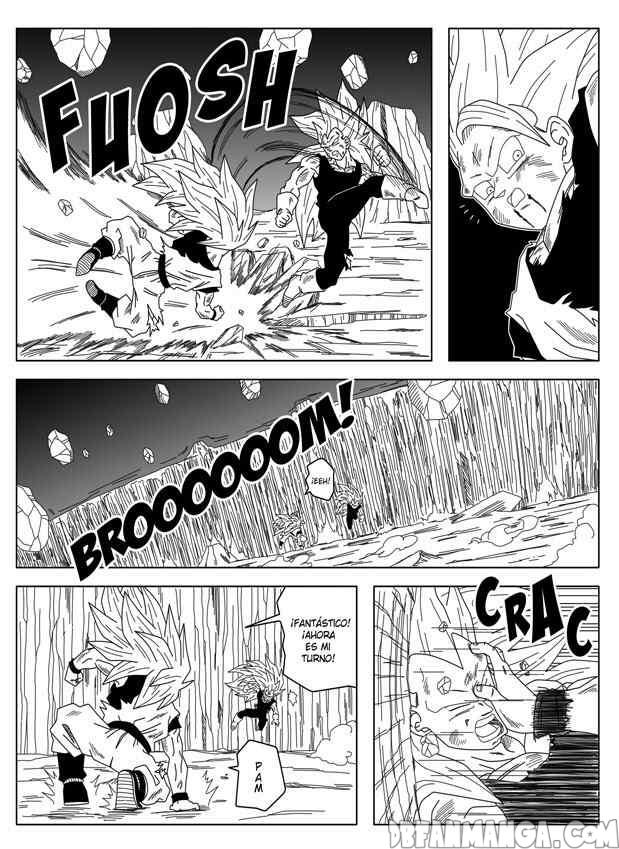 FUOSH
BROOOOOOM!
¡EEH!
¡FANTÁSTICO!
¡AHORA
ES MI
TURNO!
PAM
CRAC
DBFANMANGA.COM